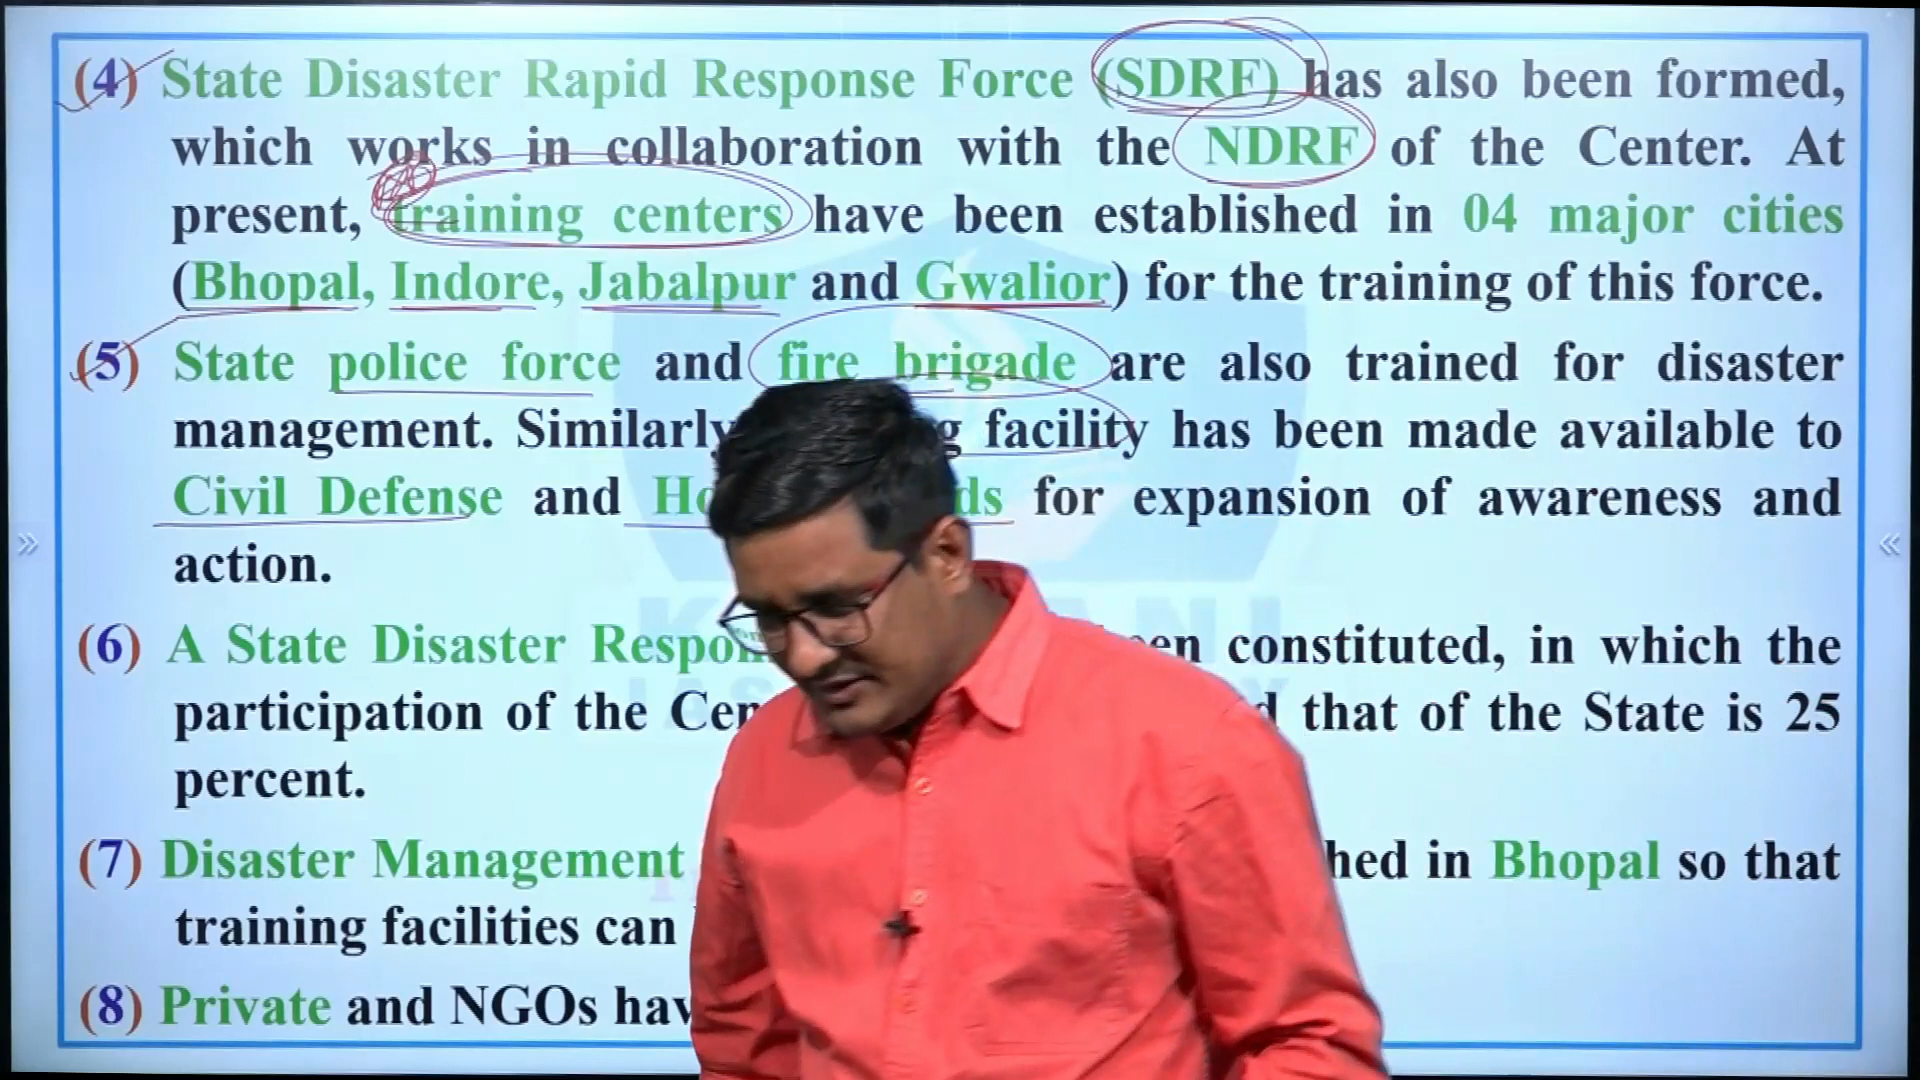 (4) State Disaster Rapid Response Force (SDRF) has also been formed,
which works in collaboration with the NDRF of the Center. At
present, training centers have been established in 04 major cities
(Bhopal, Indore, Jabalpur and Gwalior) for the training of this force.
(5) State police force and fire brigade are also trained for disaster
management. Similarly facility has been made available to
Civil Defense and for expansion of awareness and
action.
(6) A State Disaster constituted, in which the
participation of the that of the State is 25
percent.
(7) Disaster Management in Bhopal so that
training facilities can
(8) Private and NGOs